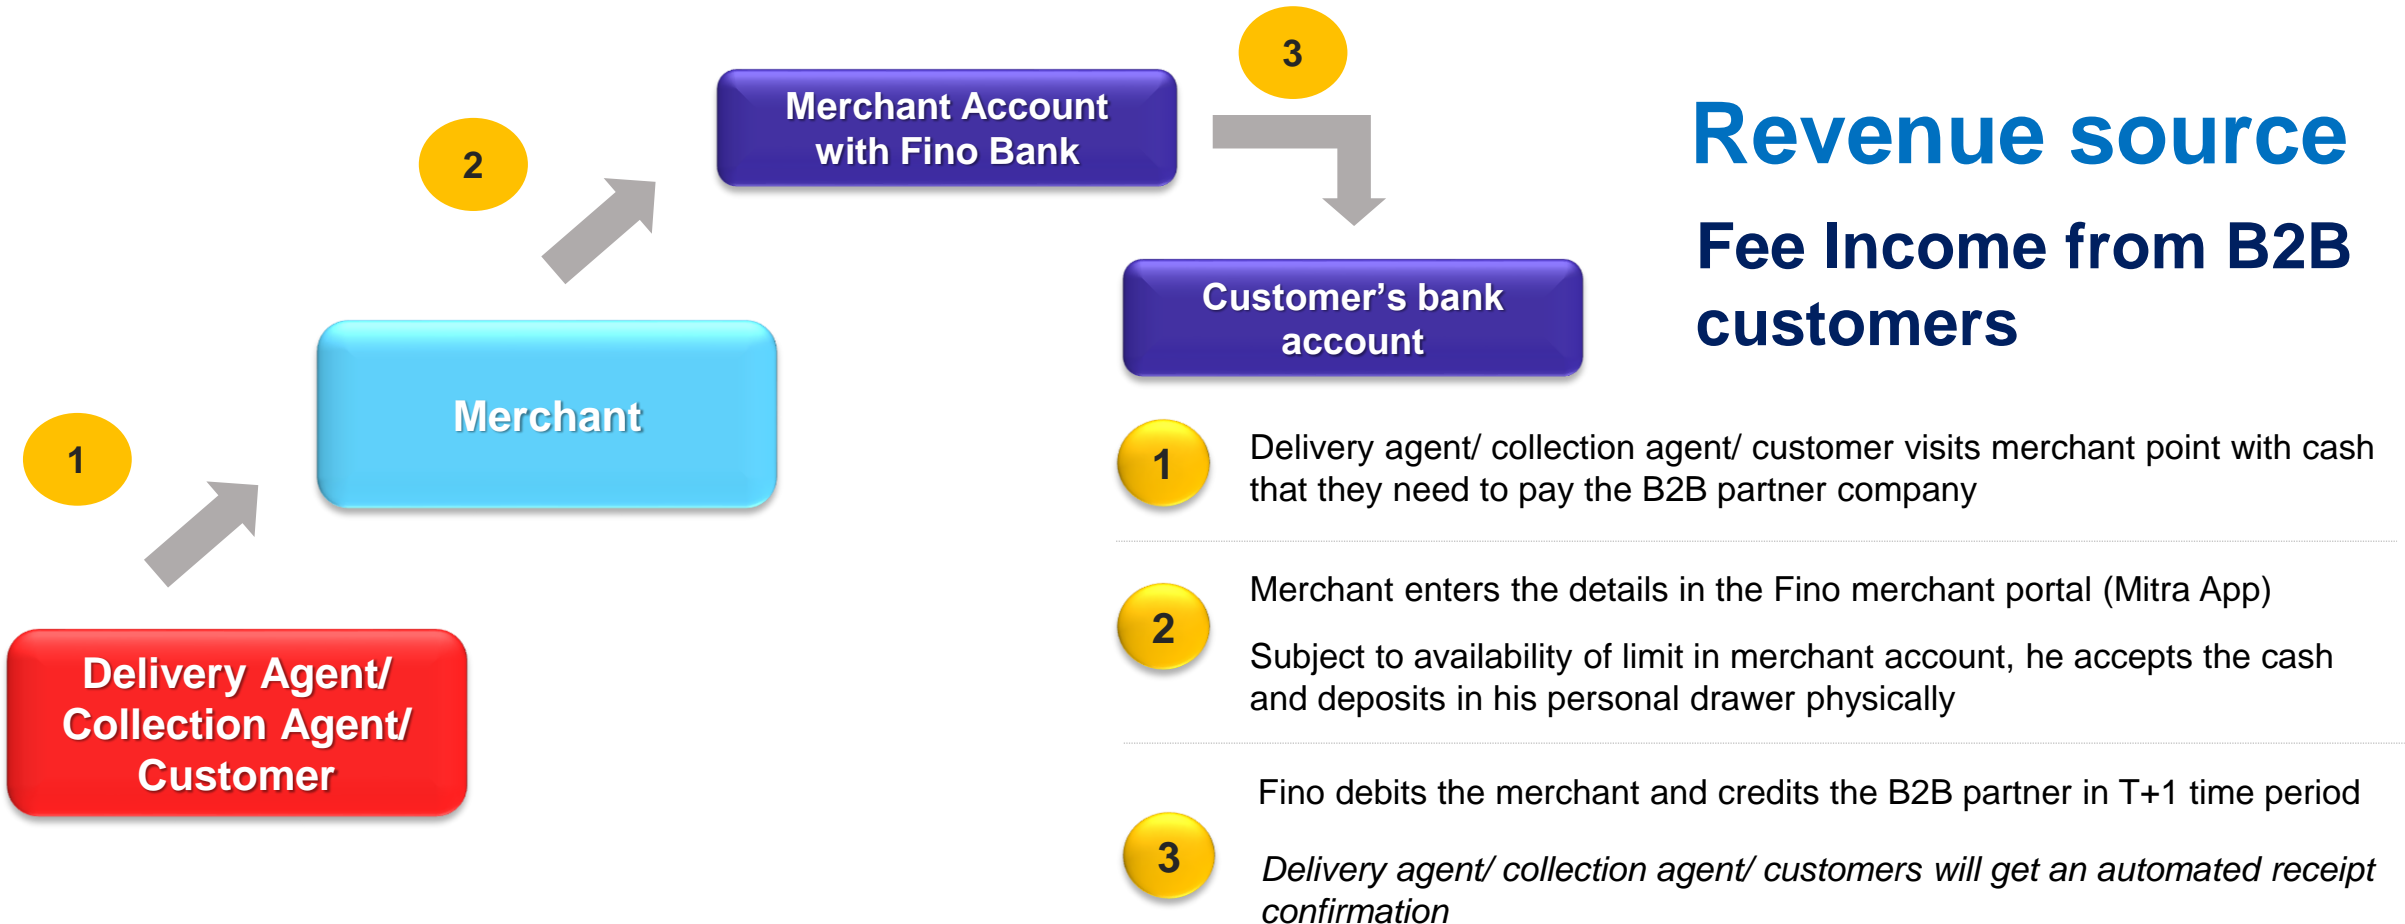 3
Merchant Account
with Fino Bank
2
Revenue source
Fee Income from B2B
customers
Customer’s bank
account
Merchant
1
Delivery Agent/
Collection Agent/
Customer
1
Delivery agent/ collection agent/ customer visits merchant point with cash
that they need to pay the B2B partner company
2
Merchant enters the details in the Fino merchant portal (Mitra App)
Subject to availability of limit in merchant account, he accepts the cash
and deposits in his personal drawer physically
3
Fino debits the merchant and credits the B2B partner in T+1 time period
Delivery agent/ collection agent/ customers will get an automated receipt
confirmation